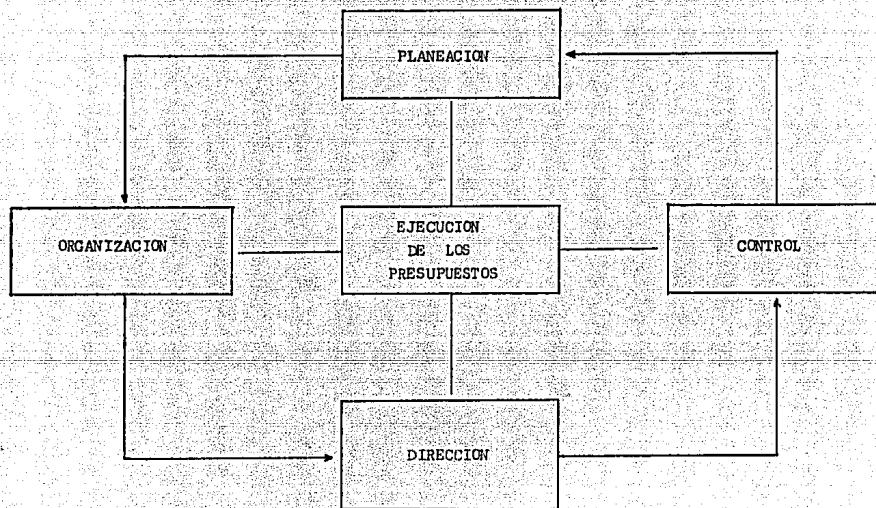 PLANEACION
ORGANIZACION
EJECUCION
DE LOS
PRESUPUESTOS
CONTROL
DIRECCION